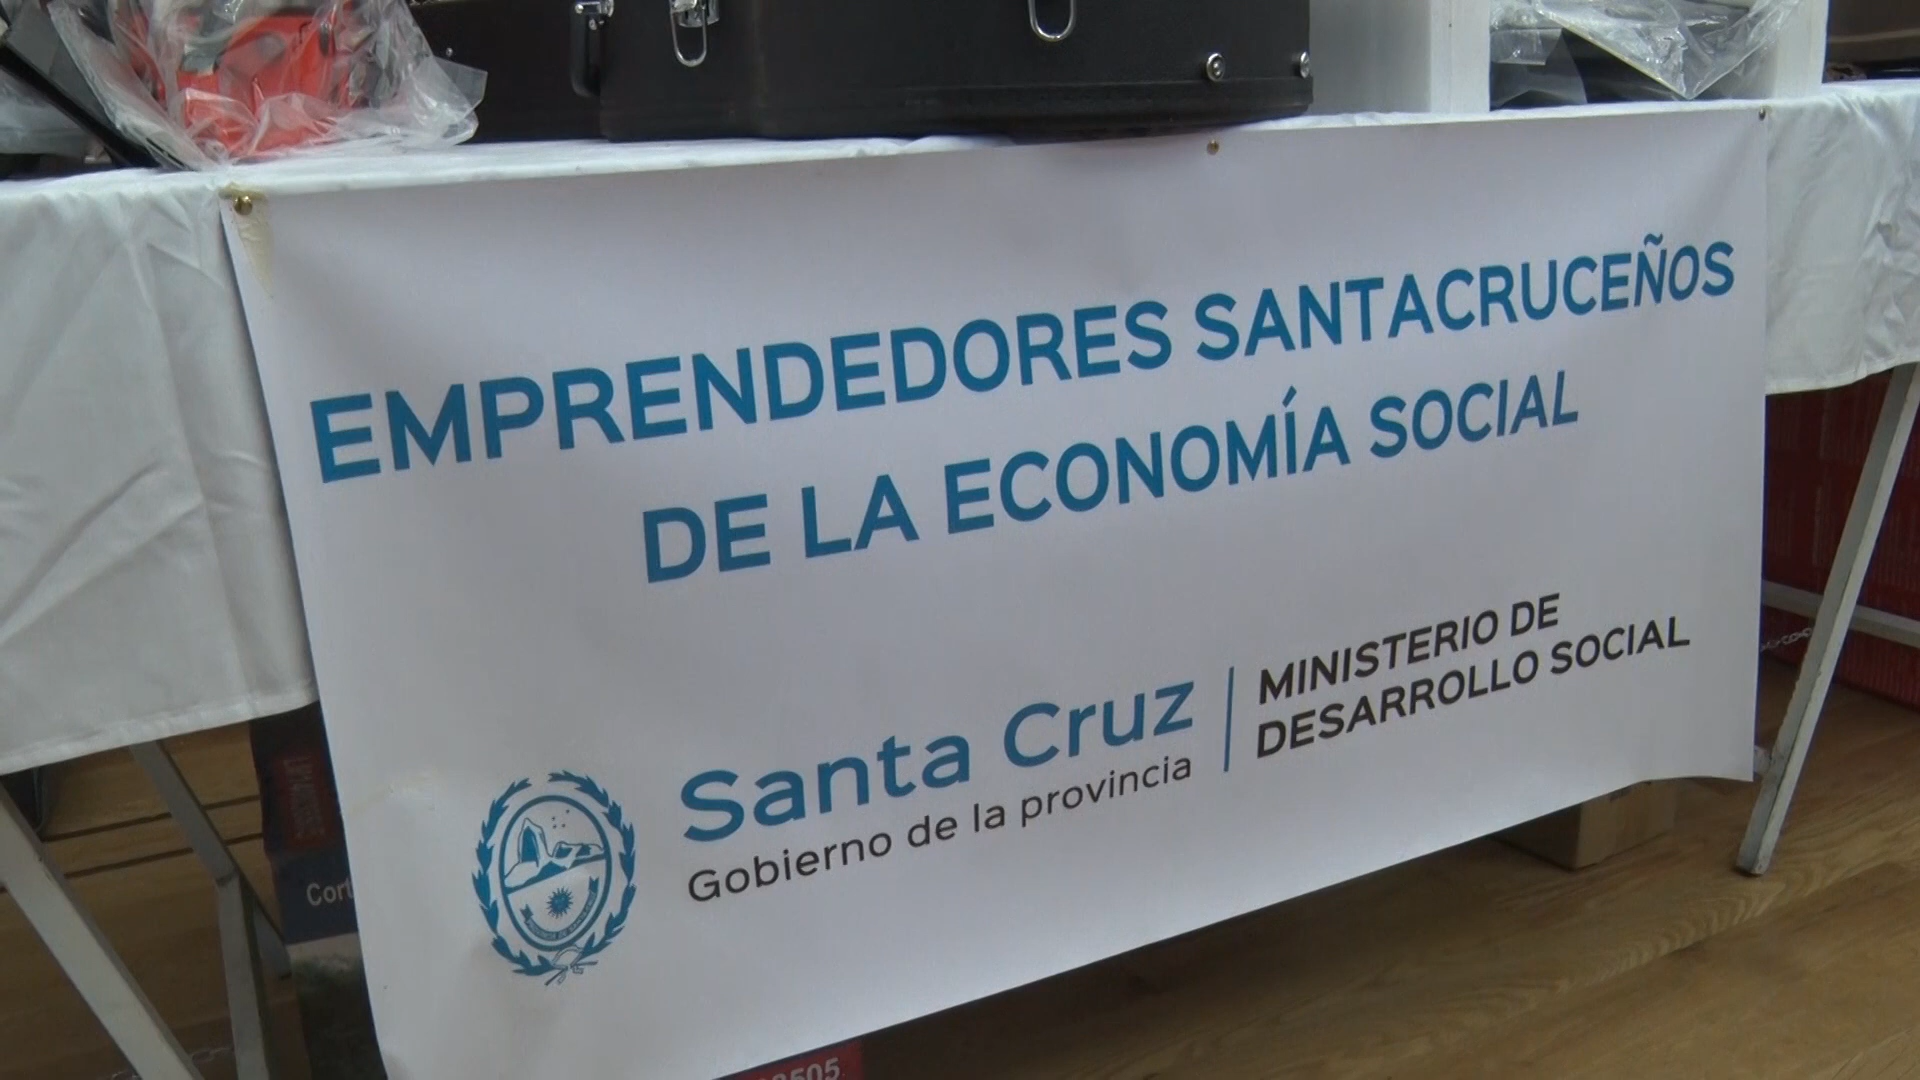 EMPRENDEDORES SANTACRUCEÑOS
DE LA ECONOMÍA SOCIAL
Santa Cruz
Gobierno de la provincia
MINISTERIO DE
DESARROLLO SOCIAL